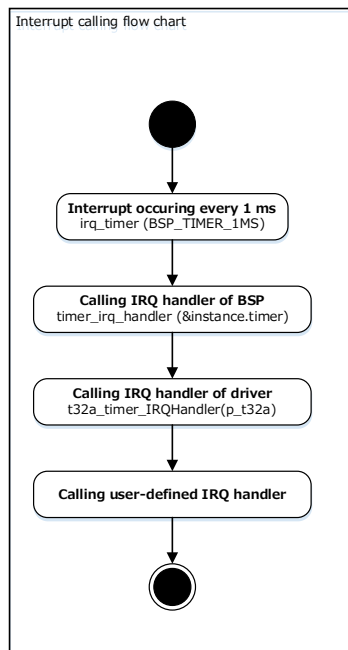 Interrupt calling flow chart
Interrupt occuring every 1 ms
irq_timer (BSP_TIMER_1MS)
Calling IRQ handler of BSP
timer_irq_handler (&instance.timer)
Calling IRQ handler of driver
t32a_timer_IRQHandler(p_t32a)
Calling user-defined IRQ handler